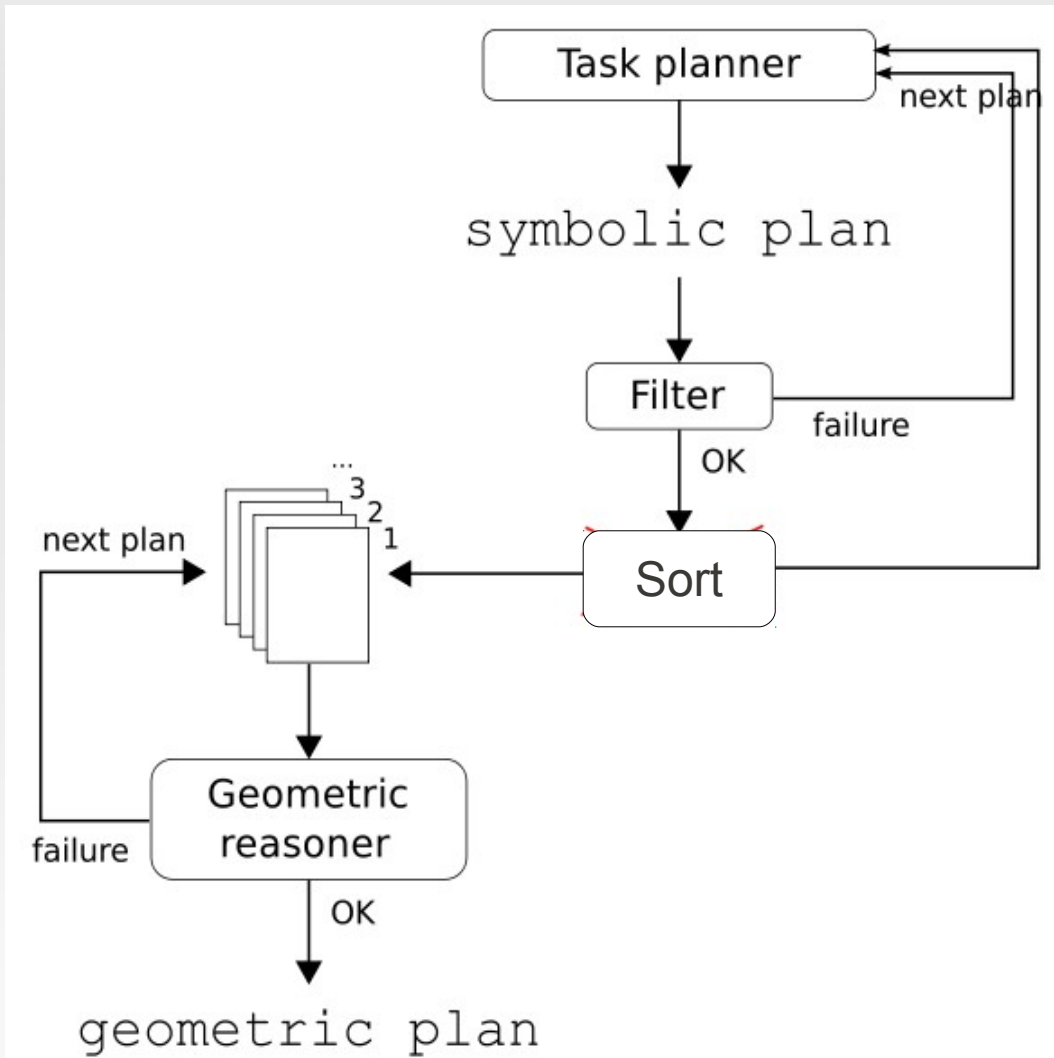 Task planner
next plan
symbolic plan
Filter
failure
OK
...
3
2
1
next plan
Sort
Geometric
reasoner
failure
OK
geometric plan